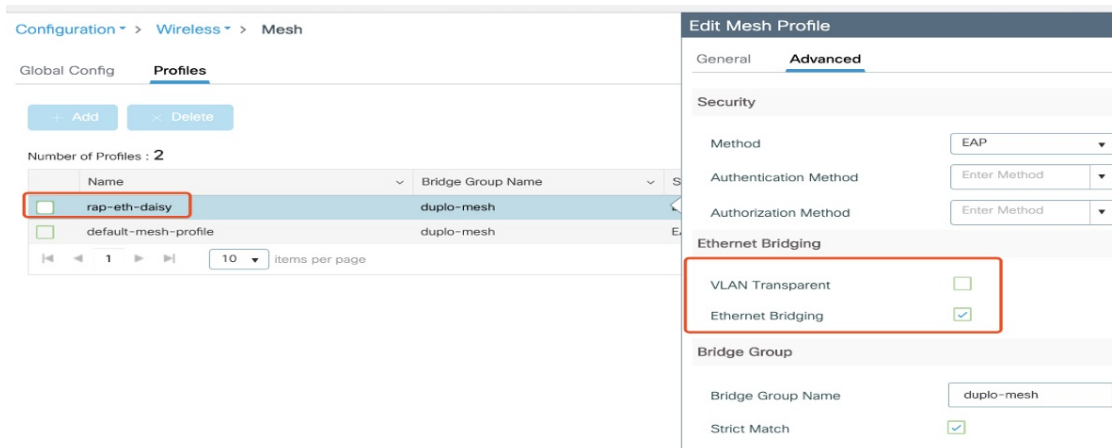 Configuration > Wireless > Mesh
Global Config Profiles
+ Add × Delete
Number of Profiles : 2
Name Bridge Group Name S
rap-eth-daisy duplo-mesh
default-mesh-profile duplo-mesh
1 10 items per page
Edit Mesh Profile
General Advanced
Security
Method EAP
Authentication Method Enter Method
Authorization Method Enter Method
Ethernet Bridging
VLAN Transparent
Ethernet Bridging
Bridge Group
Bridge Group Name duplo-mesh
Strict Match